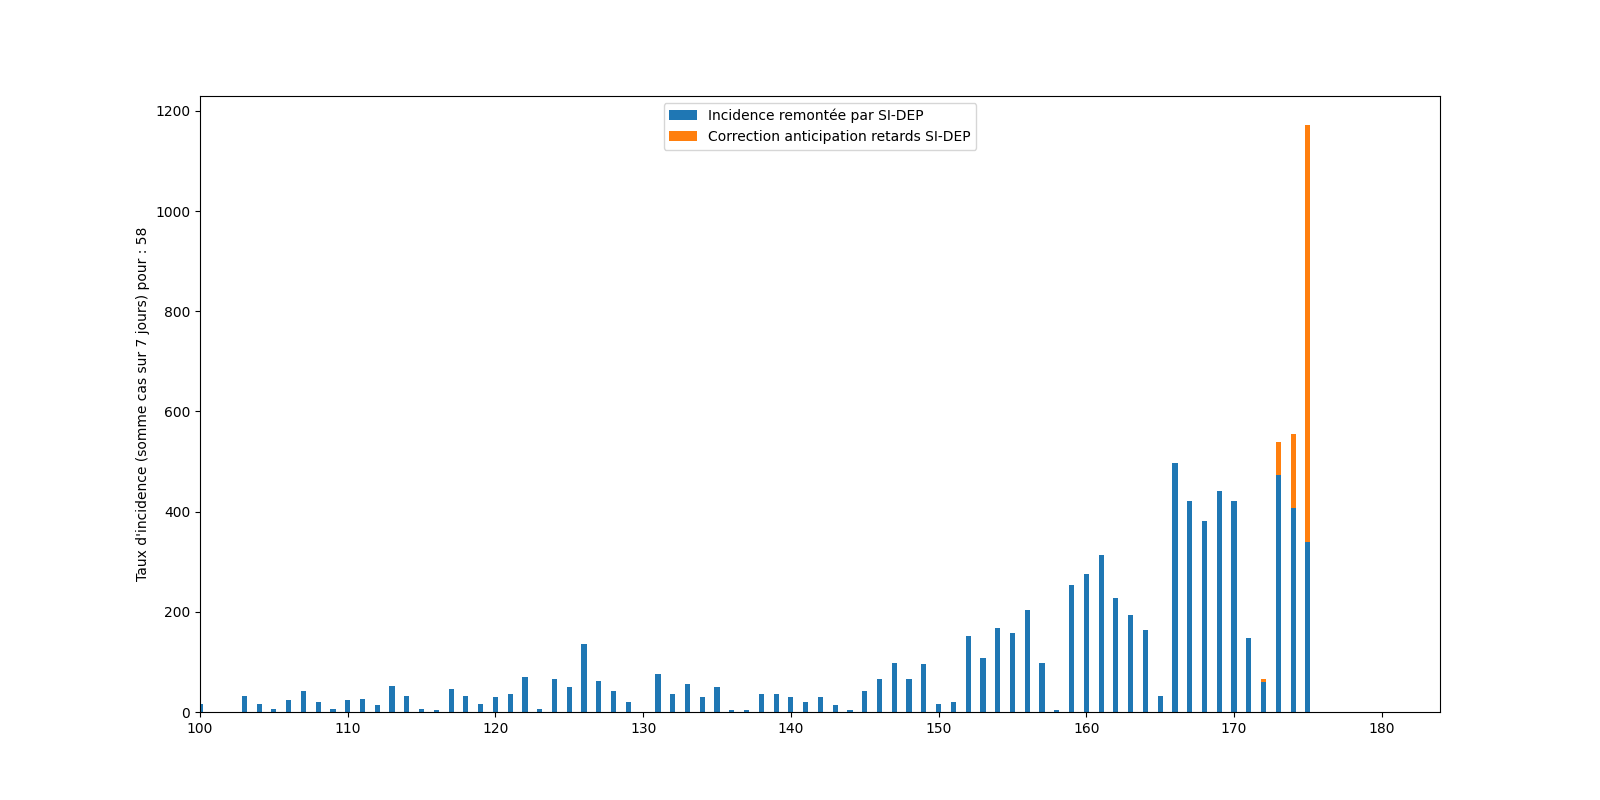 Incidence remontée par SI-DEP
Correction anticipation retards SI-DEP
Taux d'incidence (somme cas sur 7 jours) pour : 58
1200
1000
800
600
400
200
0
100 110 120 130 140 150 160 170 180